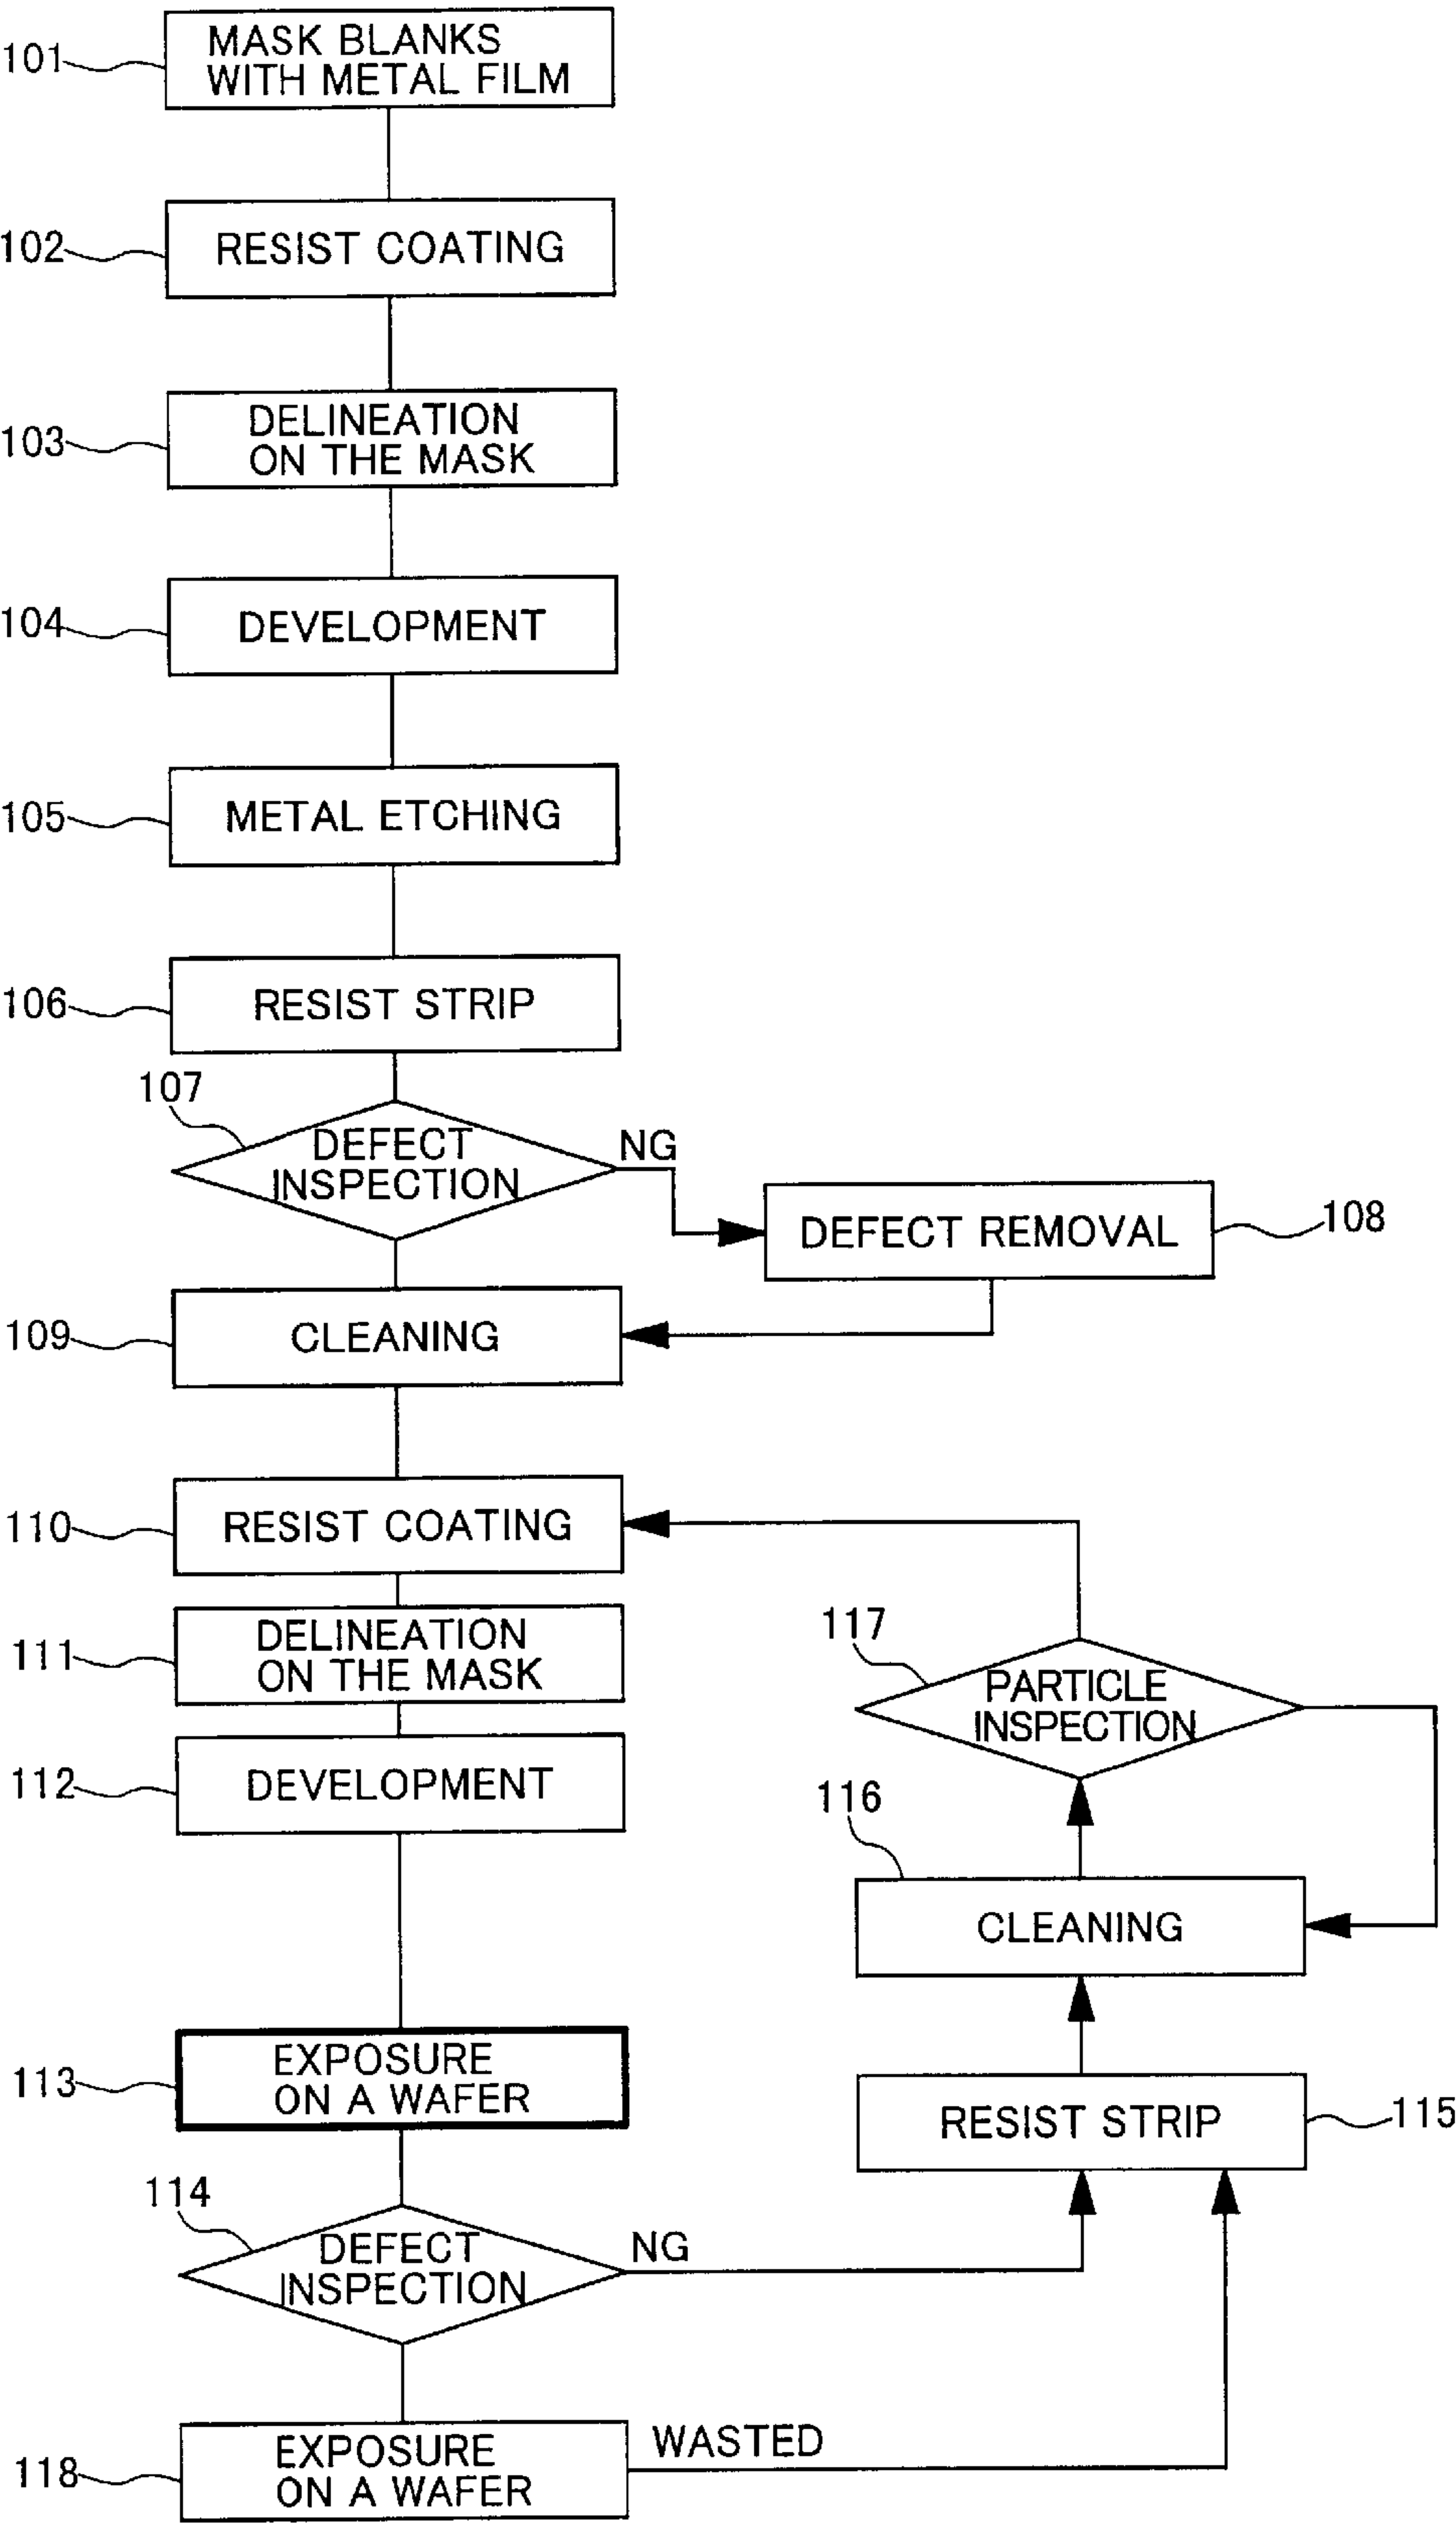 101
MASK BLANKS
WITH METAL FILM
102
RESIST COATING
103
DELINEATION
ON THE MASK
104
DEVELOPMENT
105
METAL ETCHING
106
RESIST STRIP
107
DEFECT
INSPECTION
NG
DEFECT REMOVAL
108
109
CLEANING
110
RESIST COATING
111
DELINEATION
ON THE MASK
112
DEVELOPMENT
117
PARTICLE
INSPECTION
116
CLEANING
113
EXPOSURE
ON A WAFER
RESIST STRIP
115
114
DEFECT
INSPECTION
NG
118
EXPOSURE
ON A WAFER
WASTED